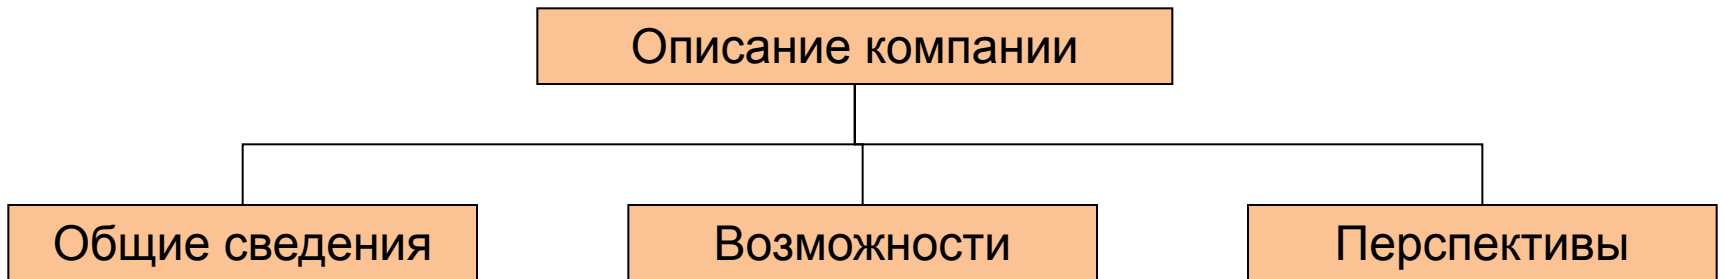 Описание компании
Общие сведения
Возможности
Перспективы